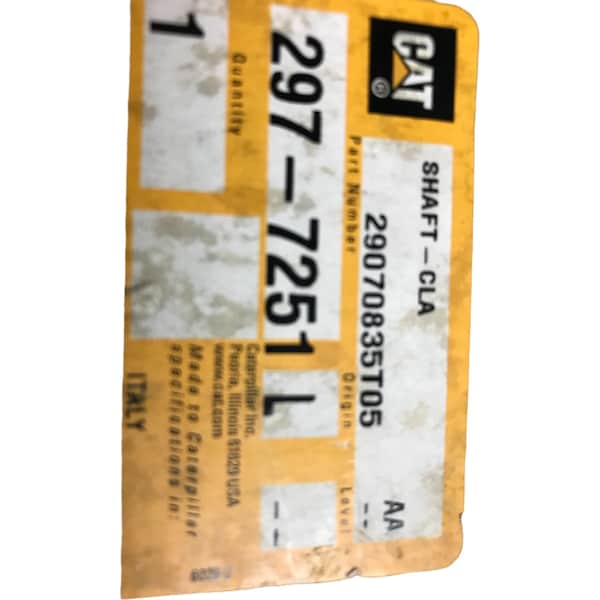 CAT®
SHAFT-CLA AA
29070835T05 --
Part Number Origin Level
297-7251 L --
Quantity
1
Caterpillar Inc.
Peoria, Illinois 61629 USA
www.cat.com
Made to Caterpillar
specifications in:
ITALY